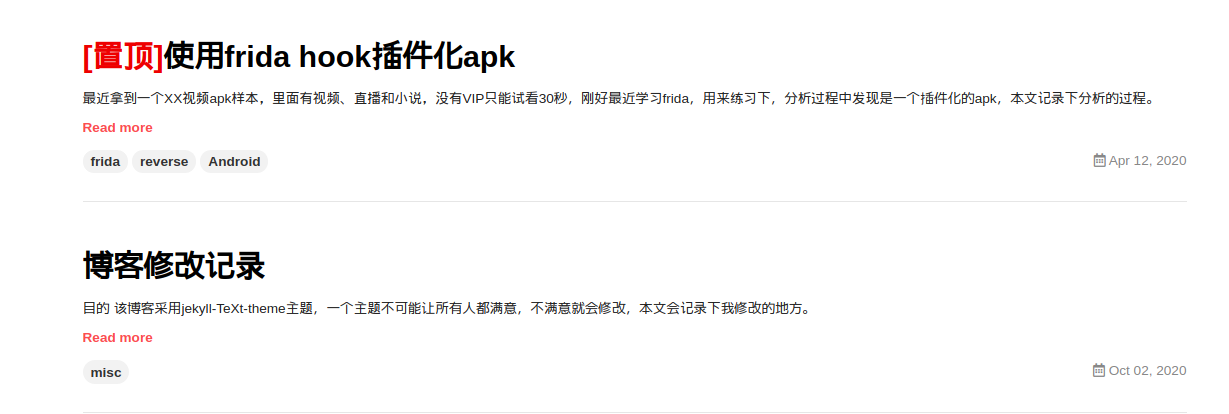 [置顶]使用frida hook插件化apk
最近拿到一个XX视频apk样本，里面有视频、直播和小说，没有VIP只能试看30秒，刚好最近学习frida，用来练习下，分析过程中发现是一个插件化的apk，本文记录下分析的过程。
Read more
frida reverse Android Apr 12, 2020
博客修改记录
目的 该博客采用jekyll-TeXt-theme主题，一个主题不可能让所有人都满意，不满意就会修改，本文会记录下我修改的地方。
Read more
misc Oct 02, 2020